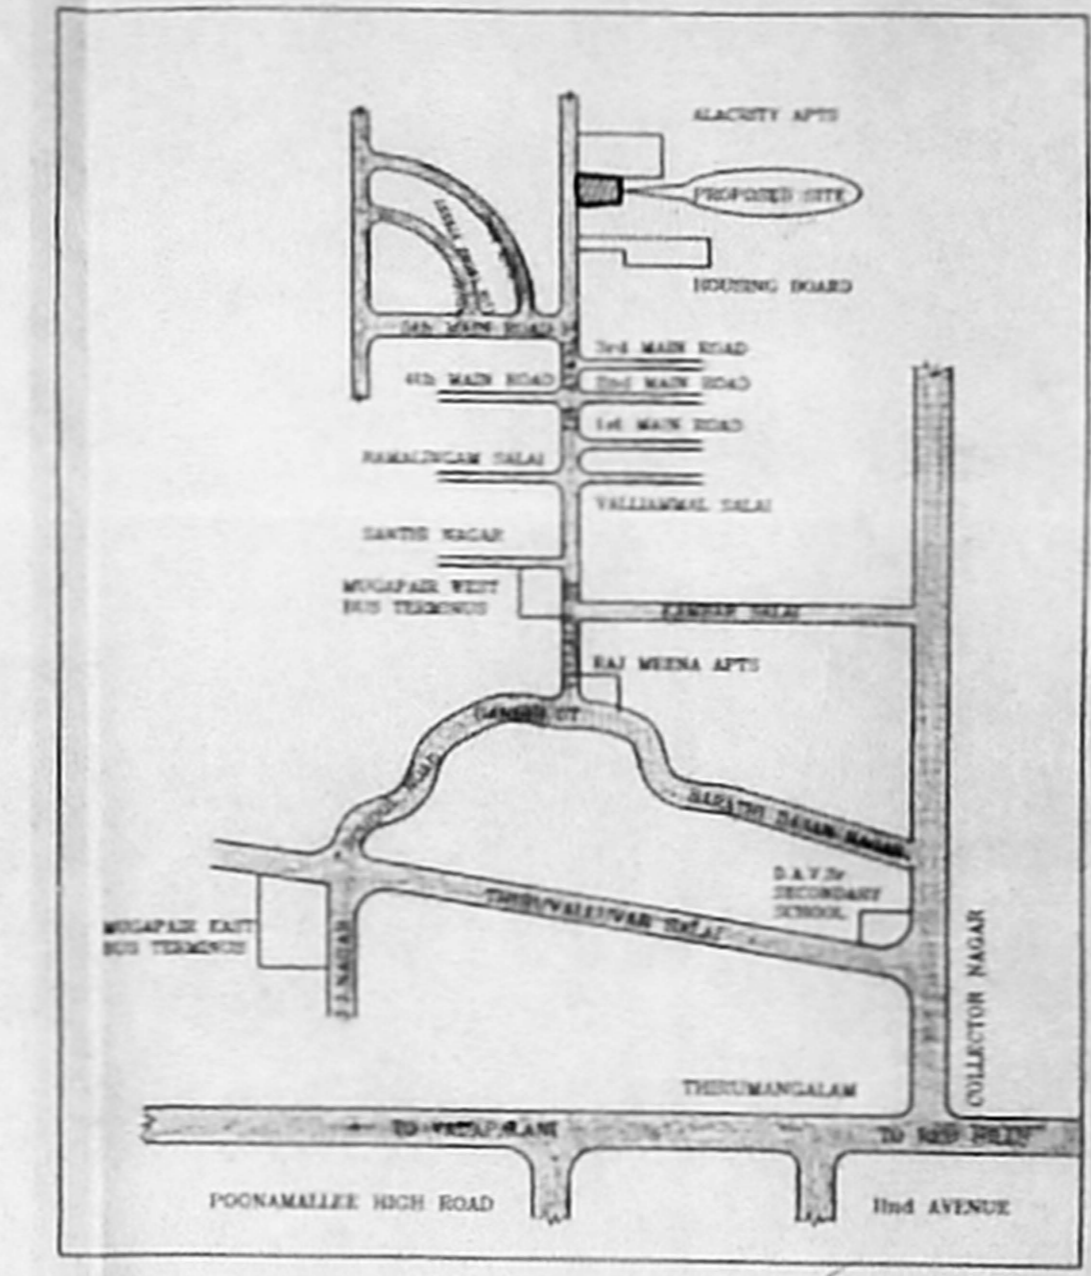 ALACRITY APTS
PROPOSED SITE
HOUSING BOARD
5th MAIN ROAD
3rd MAIN ROAD
4th MAIN ROAD
2nd MAIN ROAD
1st MAIN ROAD
RAMALINGAM SALAI
VALLIAMMAL SALAI
SANTHI NAGAR
MUGAPAIR WEST
BUS TERMINUS
KAMBAR SALAI
RAJ MEENA APTS
ST
ROAD
BARATHI DASAN NAGAR
D.A.V.Sr
SECONDARY
SCHOOL
THIRUVALLUVAR SALAI
MUGAPAIR EAST
BUS TERMINUS
J.J.NAGAR
COLLECTOR NAGAR
THIRUMANGALAM
TO VADAPALANI
TO RED HILLS
POONAMALLEE HIGH ROAD
IInd AVENUE